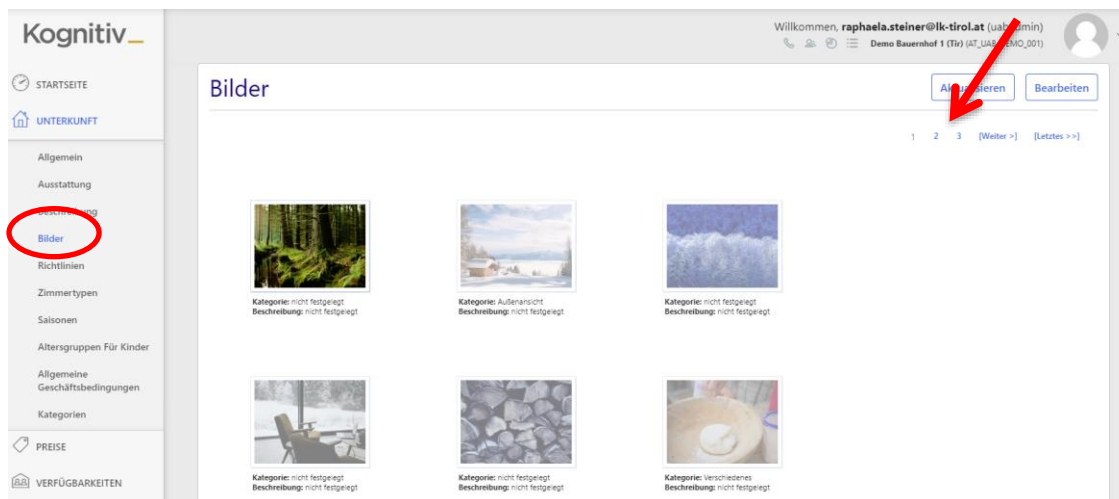 Kognitiv_
Willkommen, raphaela.steiner@lk-tirol.at
Demo Bauernhof 1 (Tir)
STARTSEITE
UNTERKUNFT
Allgemein
Ausstattung
Beschreibung
Bilder
Richtlinien
Zimmertypen
Saisonen
Altersgruppen Für Kinder
Allgemeine
Geschäftsbedingungen
Kategorien
PREISE
VERFÜGBARKEITEN
Bilder
Aktualisieren Bearbeiten
1 2 3 [Weiter >] [Letztes >>]
Kategorie: nicht festgelegt
Beschreibung: nicht festgelegt
Kategorie: Außenansicht
Beschreibung: nicht festgelegt
Kategorie: nicht festgelegt
Beschreibung: nicht festgelegt
Kategorie: nicht festgelegt
Beschreibung: nicht festgelegt
Kategorie: nicht festgelegt
Beschreibung: nicht festgelegt
Kategorie: Verschiedenes
Beschreibung: nicht festgelegt